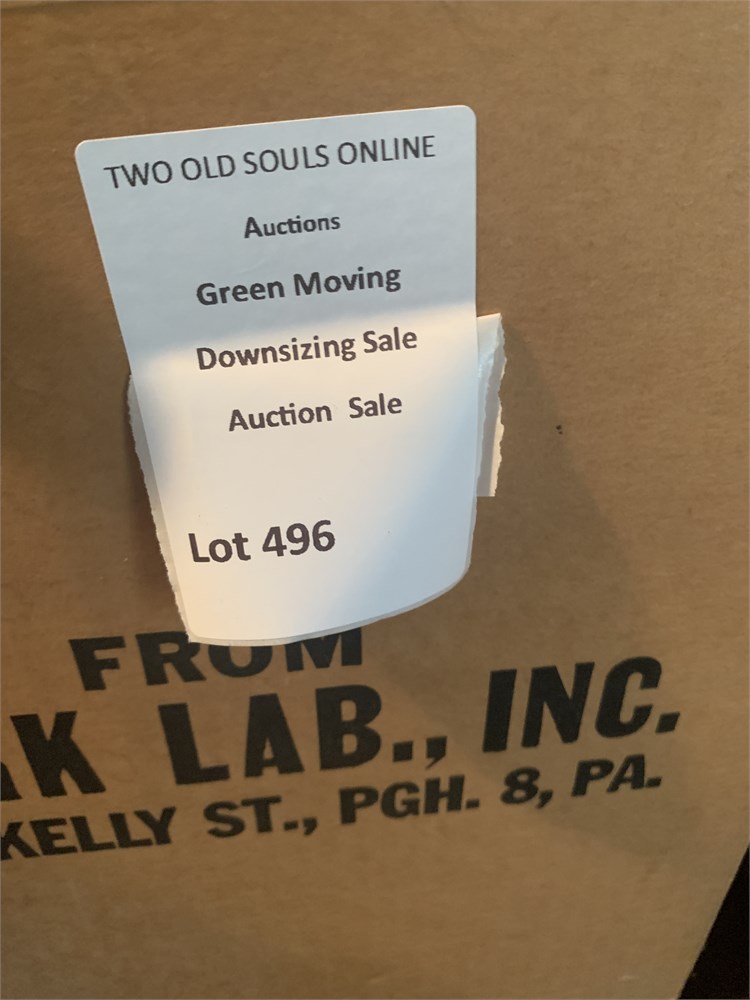 TWO OLD SOULS ONLINE
Auctions
Green Moving
Downsizing Sale
Auction Sale
Lot 496
FROM
LAB., INC.
KELLY ST., PGH. 8, PA.